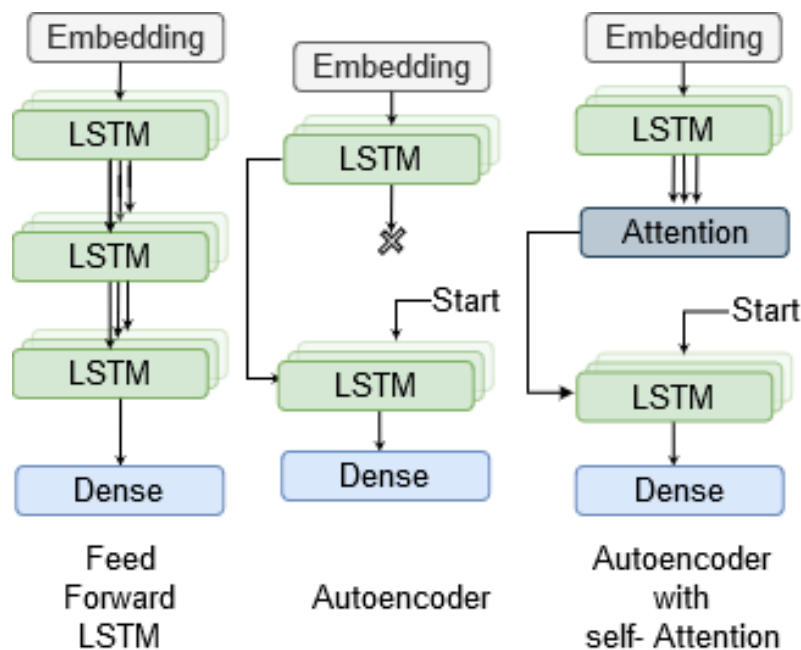 Embedding
LSTM
LSTM
LSTM
Dense
Feed
Forward
LSTM
Embedding
LSTM
Start
LSTM
Dense
Autoencoder
Embedding
LSTM
Attention
Start
LSTM
Dense
Autoencoder
with
self- Attention